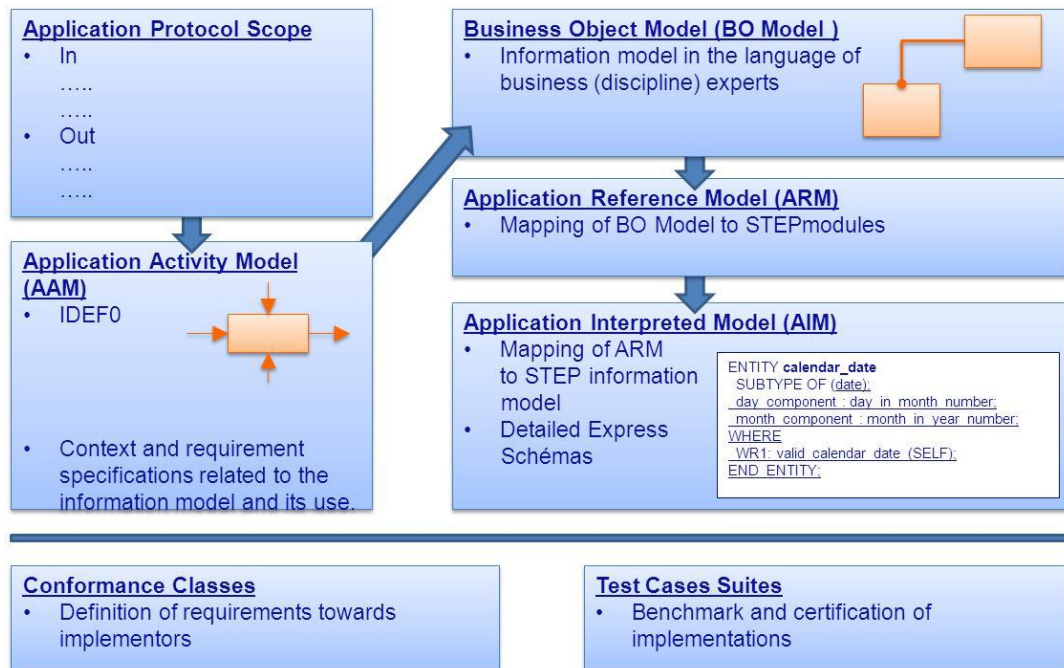 Application Protocol Scope
• In
…..
…..
• Out
…..
…..
Application Activity Model
(AAM)
• IDEF0
• Context and requirement
specifications related to the
information model and its use.
Business Object Model (BO Model )
• Information model in the language of
business (discipline) experts
Application Reference Model (ARM)
• Mapping of BO Model to STEPmodules
Application Interpreted Model (AIM)
• Mapping of ARM
to STEP information
model
• Detailed Express
Schémas
ENTITY calendar_date
SUBTYPE OF (date);
day_component : day_in_month_number;
month_component : month_in_year_number;
WHERE
WR1: valid_calendar_date (SELF);
END_ENTITY;
Conformance Classes
• Definition of requirements towards
implementors
Test Cases Suites
• Benchmark and certification of
implementations